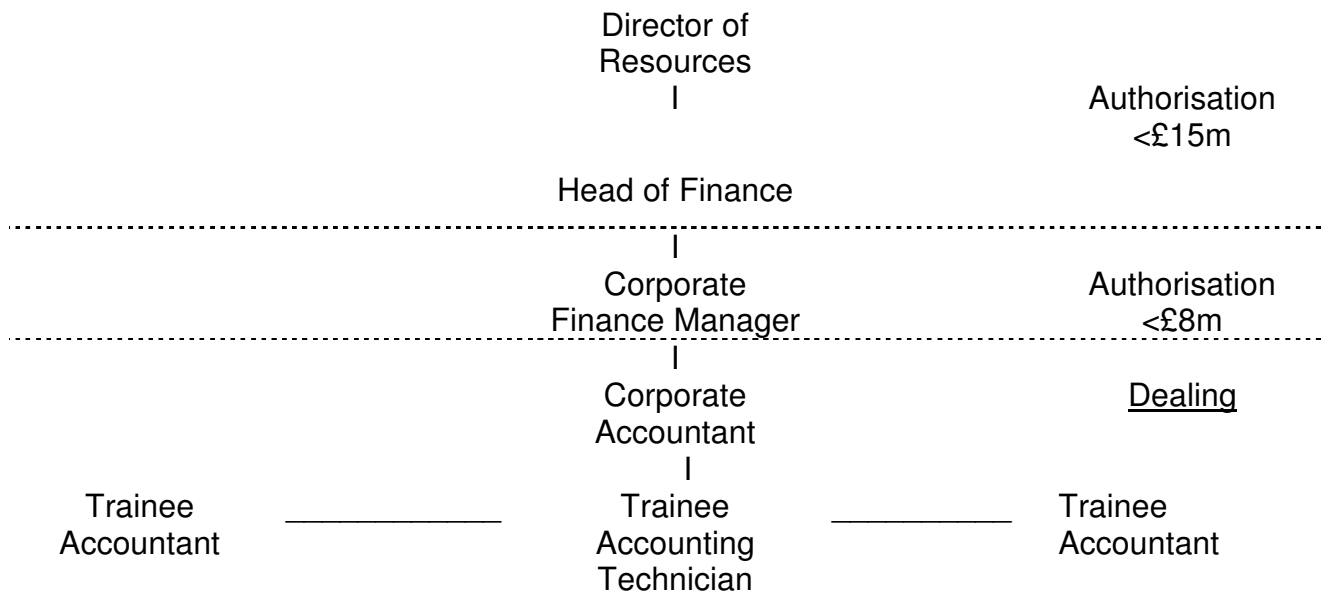 Director of
Resources
I
Authorisation
<£15m
Head of Finance
I
Corporate
Finance Manager
Authorisation
<£8m
I
Corporate
Accountant
Dealing
I
Trainee
Accountant
Trainee
Accounting
Technician
Trainee
Accountant